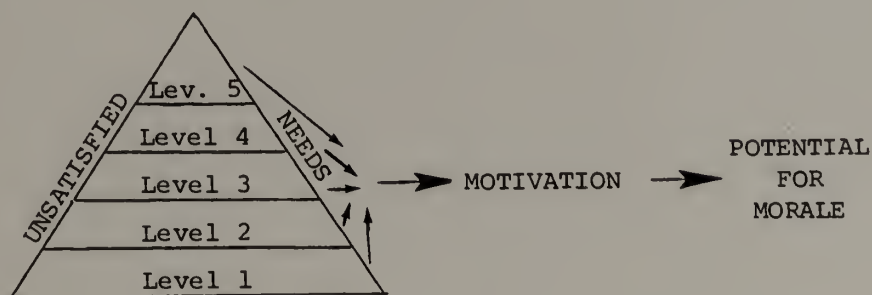 UNSATISFIED
Lev. 5
Level 4
Level 3
Level 2
Level 1
NEEDS
MOTIVATION
POTENTIAL
FOR
MORALE